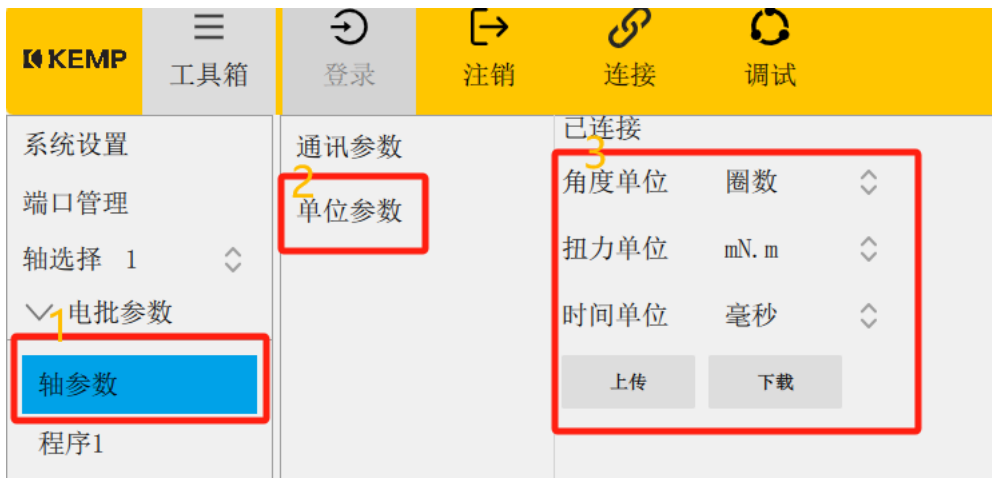 KEMP
工具箱
登录
注销
连接
调试
系统设置
端口管理
轴选择 1
电批参数
1
轴参数
程序1
通讯参数
2
单位参数
已连接
3
角度单位 圈数
扭力单位 mN.m
时间单位 毫秒
上传 下载